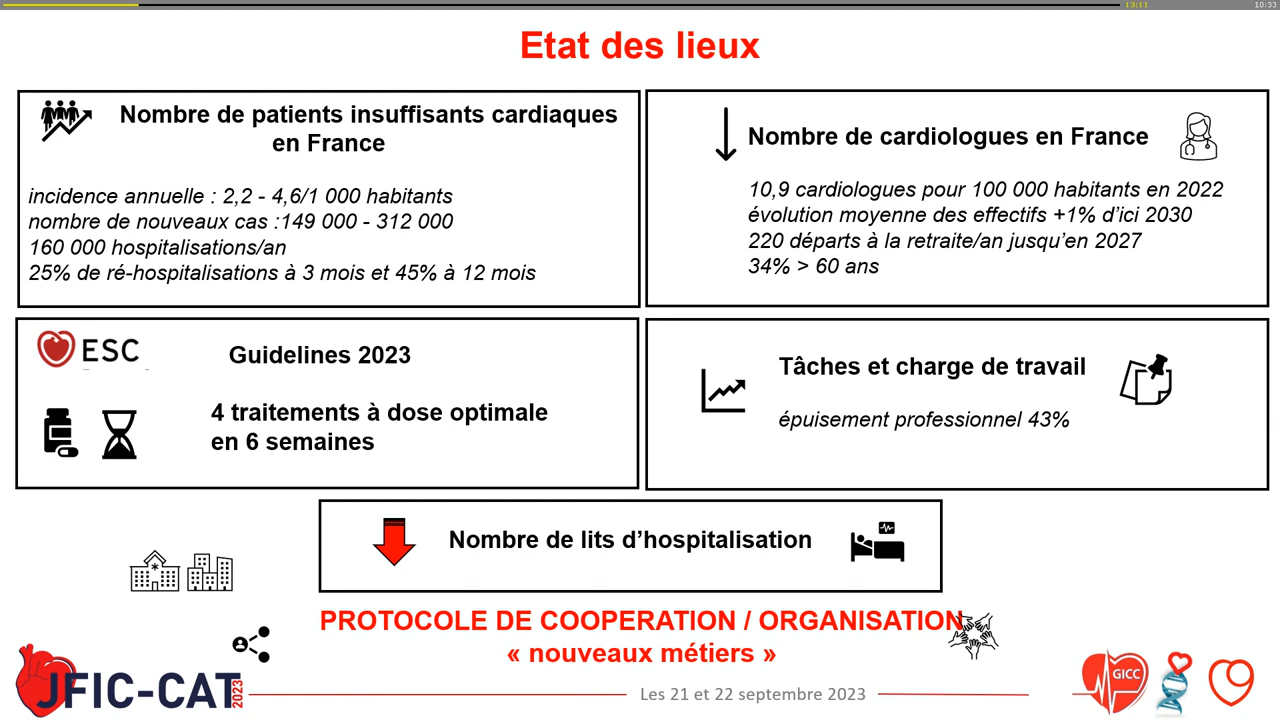 13:11
10:33
Etat des lieux
Nombre de patients insuffisants cardiaques
en France
incidence annuelle : 2,2 - 4,6/1 000 habitants
nombre de nouveaux cas :149 000 - 312 000
160 000 hospitalisations/an
25% de ré-hospitalisations à 3 mois et 45% à 12 mois
Nombre de cardiologues en France
10,9 cardiologues pour 100 000 habitants en 2022
évolution moyenne des effectifs +1% d’ici 2030
220 départs à la retraite/an jusqu’en 2027
34% > 60 ans
ESC
Guidelines 2023
4 traitements à dose optimale
en 6 semaines
Tâches et charge de travail
épuisement professionnel 43%
Nombre de lits d’hospitalisation
PROTOCOLE DE COOPERATION / ORGANISATION
« nouveaux métiers »
JFIC-CAT
2023
Les 21 et 22 septembre 2023
GICC